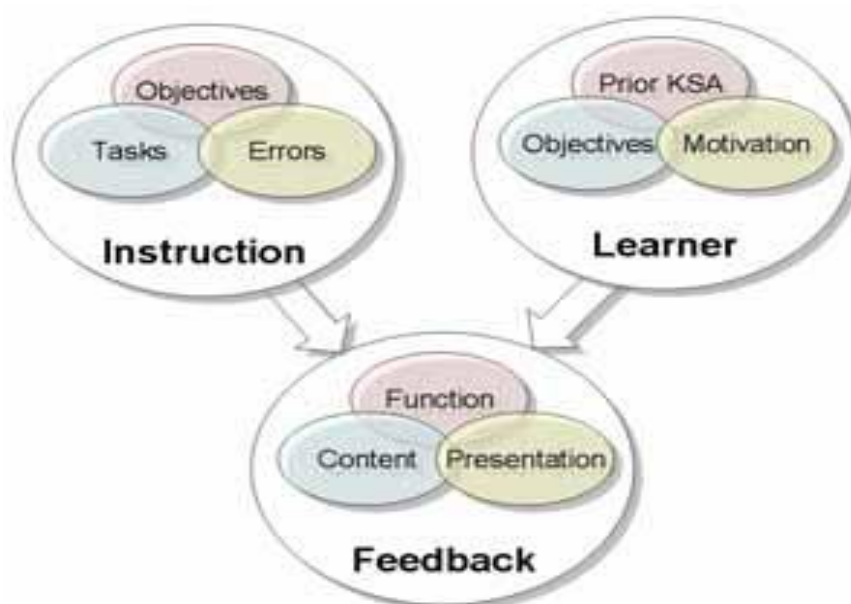 Objectives
Tasks
Errors
Instruction
Prior KSA
Objectives
Motivation
Learner
Function
Content
Presentation
Feedback